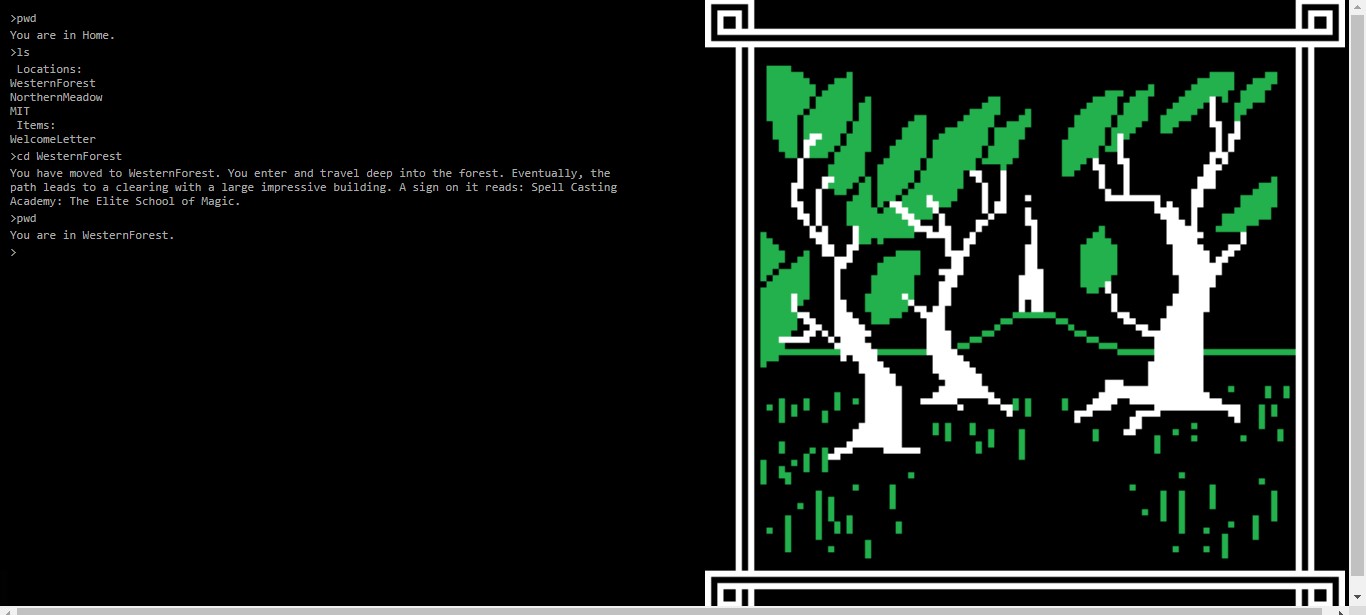 >pwd
You are in Home.
>ls
Locations:
WesternForest
NorthernMeadow
MIT
Items:
WelcomeLetter
>cd WesternForest
You have moved to WesternForest. You enter and travel deep into the forest. Eventually, the
path leads to a clearing with a large impressive building. A sign on it reads: Spell Casting
Academy: The Elite School of Magic.
>pwd
You are in WesternForest.
>